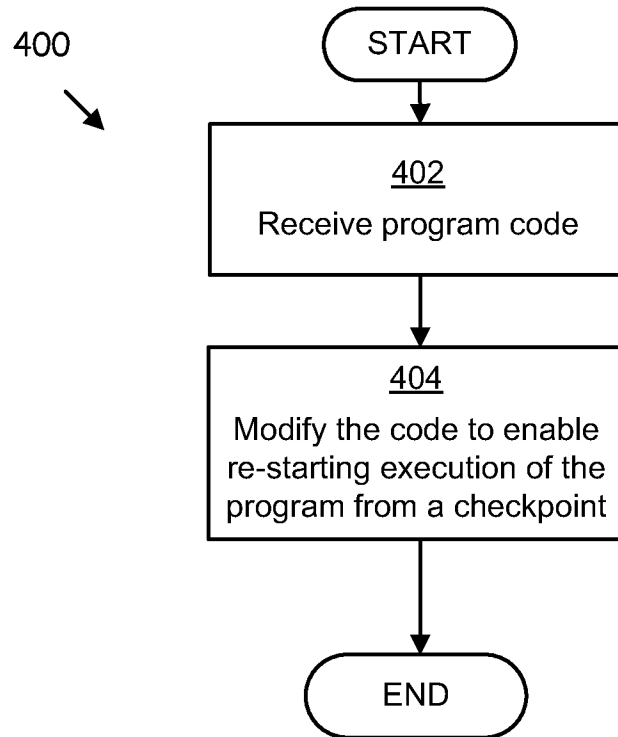 400
START
402
Receive program code
404
Modify the code to enable
re-starting execution of the
program from a checkpoint
END